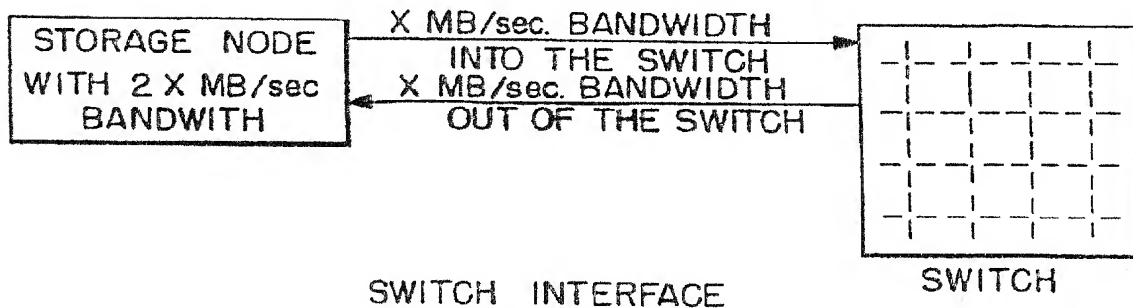 STORAGE NODE
WITH 2 X MB/sec
BANDWITH
X MB/sec. BANDWIDTH
INTO THE SWITCH
X MB/sec. BANDWIDTH
OUT OF THE SWITCH
SWITCH
SWITCH INTERFACE